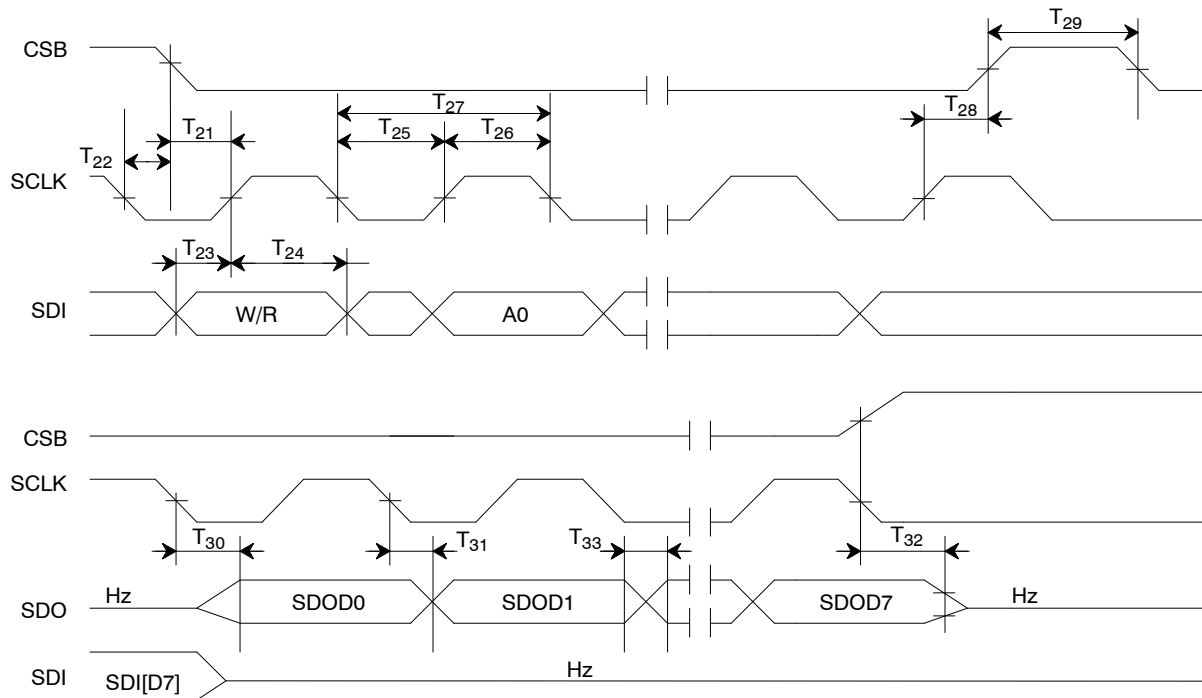 CSB
T29
T27
T28
T21
T25
T26
T22
SCLK
T23
T24
SDI
W/R
A0
CSB
SCLK
T30
T31
T33
T32
Hz
SDOD0
SDOD1
SDOD7
Hz
SDO
Hz
SDI
SDI[D7]